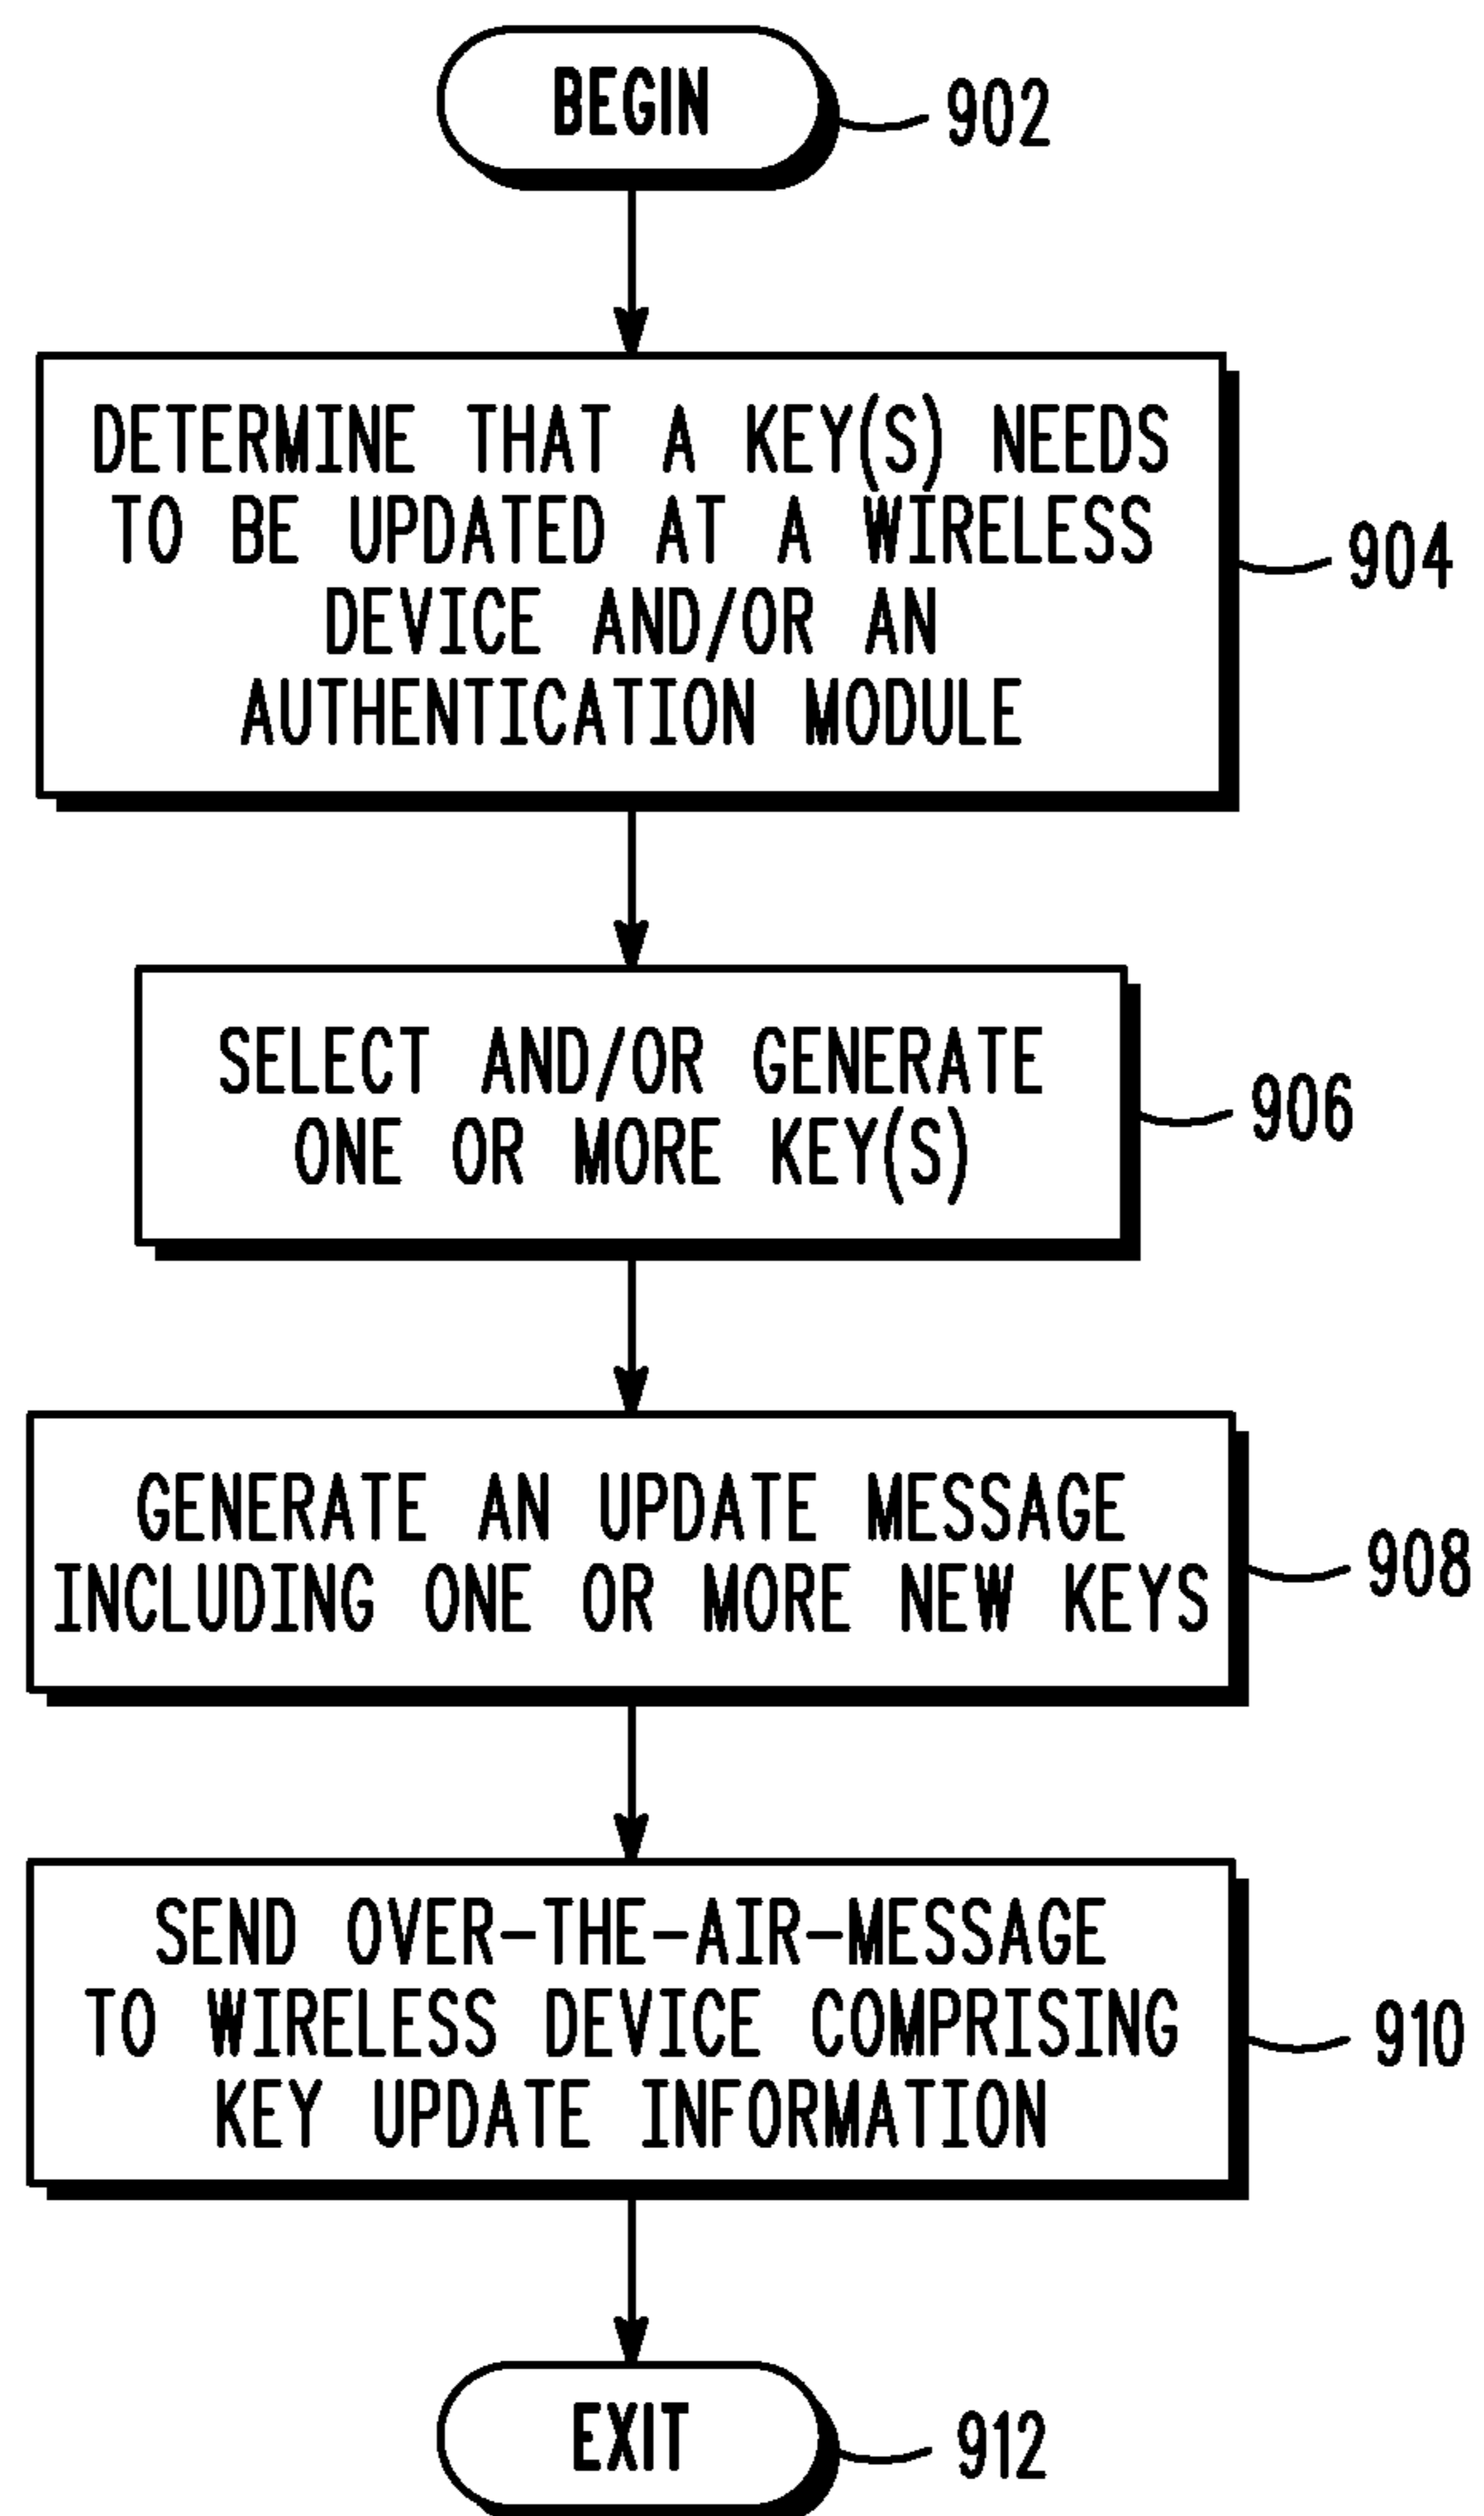 BEGIN
902
DETERMINE THAT A KEY(S) NEEDS
TO BE UPDATED AT A WIRELESS
DEVICE AND/OR AN
AUTHENTICATION MODULE
904
SELECT AND/OR GENERATE
ONE OR MORE KEY(S)
906
GENERATE AN UPDATE MESSAGE
INCLUDING ONE OR MORE NEW KEYS
908
SEND OVER-THE-AIR-MESSAGE
TO WIRELESS DEVICE COMPRISING
KEY UPDATE INFORMATION
910
EXIT
912